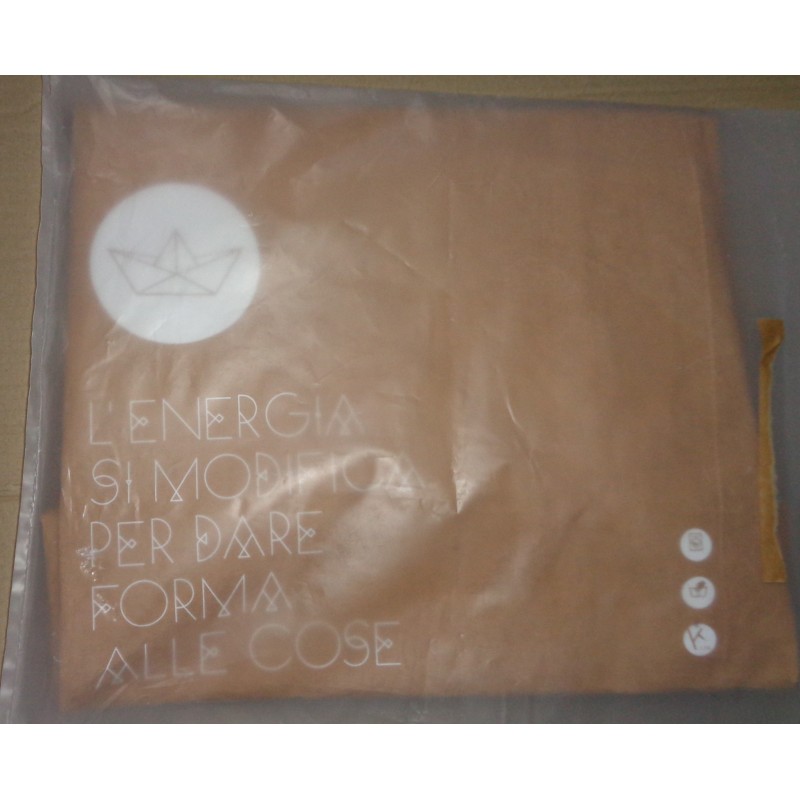 L'ENERGIA
SI MODIFICA
PER DARE
FORMA
ALLE COSE